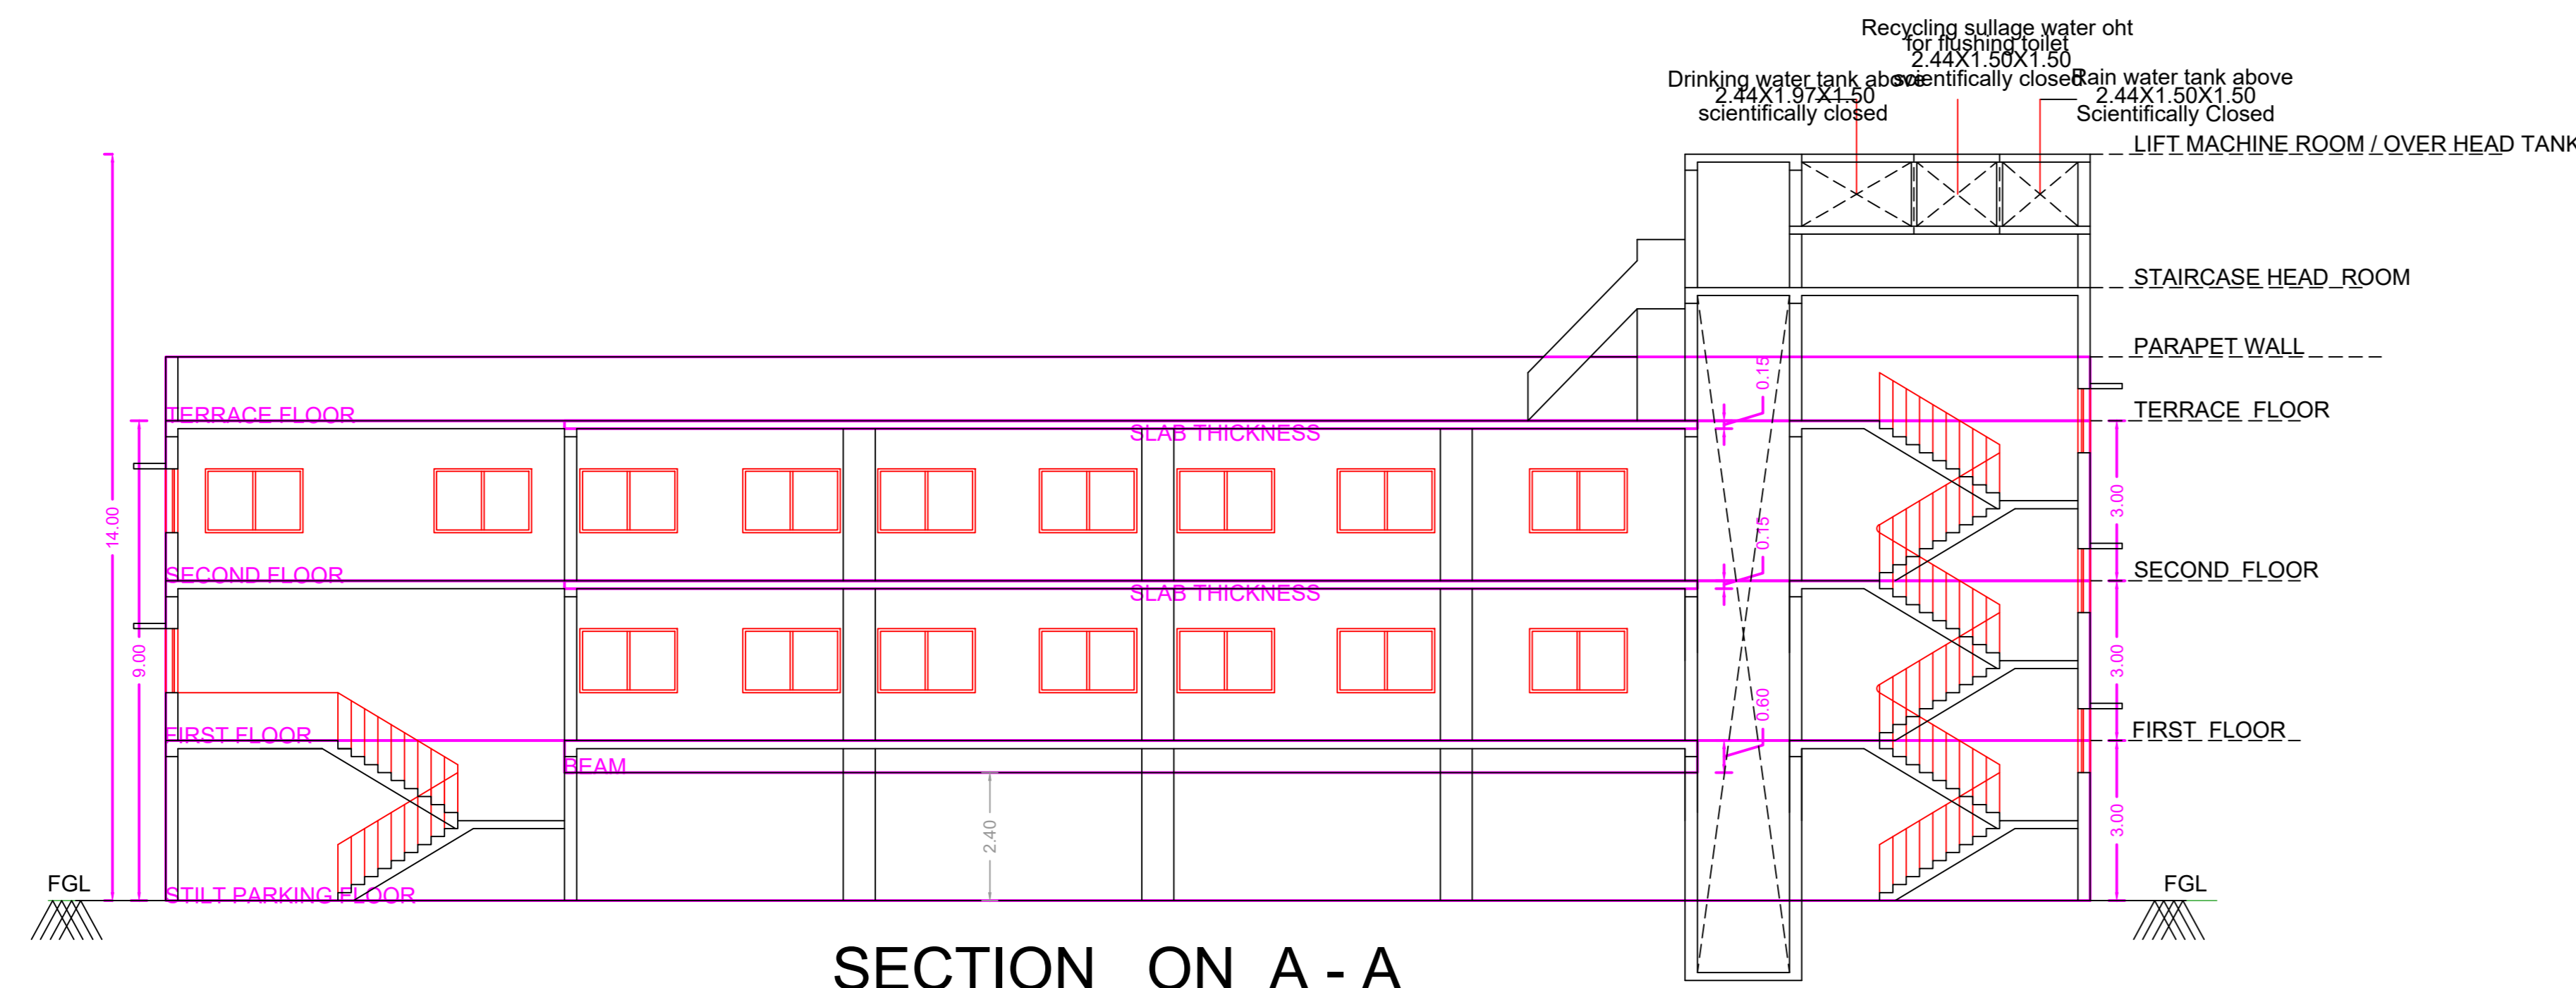 Recycling sullage water oht
for flushing toilet
2.44X1.50X1.50
scientifically closed
Drinking water tank above
2.44X1.97X1.50
scientifically closed
Rain water tank above
2.44X1.50X1.50
Scientifically Closed
LIFT MACHINE ROOM / OVER HEAD TANK
STAIRCASE HEAD ROOM
PARAPET WALL
0.15
TERRACE FLOOR
TERRACE FLOOR
SLAB THICKNESS
14.00
3.00
0.15
SECOND FLOOR
SECOND FLOOR
SLAB THICKNESS
9.00
3.00
0.60
FIRST FLOOR
FIRST FLOOR
BEAM
2.40
3.00
FGL
STILT PARKING FLOOR
FGL
SECTION ON A - A